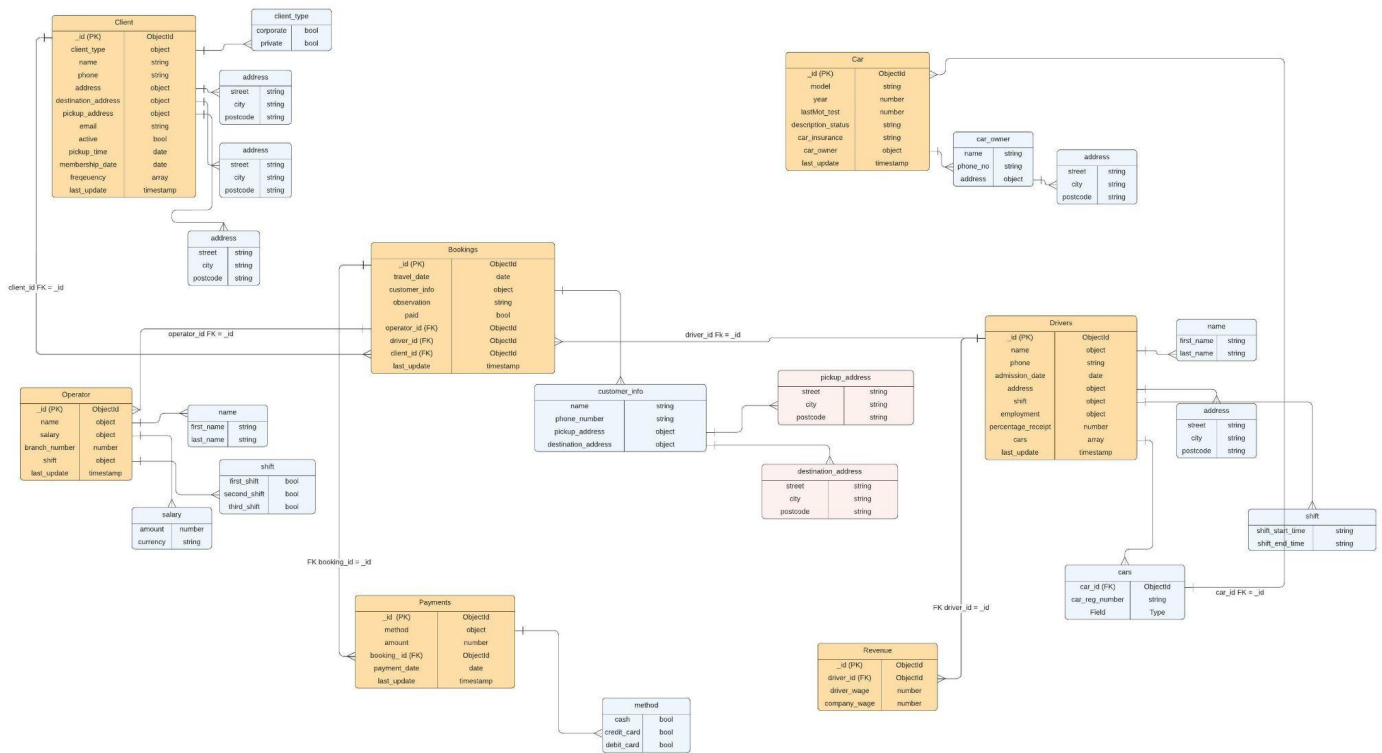 Client
_id (PK) ObjectId
client_type object
name string
phone string
address object
destination_address object
pickup_address object
email string
active bool
pickup_time date
membership_date date
freqeuency array
last_update timestamp
client_type
corporate bool
private bool
address
street string
city string
postcode string
address
street string
city string
postcode string
address
street string
city string
postcode string
Car
_id (PK) ObjectId
model string
year number
lastMot_test number
description_status string
car_insurance string
car_owner object
last_update timestamp
car_owner
name string
phone_no string
address object
address
street string
city string
postcode string
client_id FK = _id
Bookings
_id (PK) ObjectId
travel_date date
customer_info object
observation string
paid bool
operator_id (FK) ObjectId
driver_id (FK) ObjectId
client_id (FK) ObjectId
last_update timestamp
operator_id FK = _id
driver_id Fk = _id
Drivers
_id (PK) ObjectId
name object
phone string
admission_date date
address object
shift object
employment object
percentage_receipt number
cars array
last_update timestamp
name
first_name string
last_name string
address
street string
city string
postcode string
Operator
_id (PK) ObjectId
name object
salary object
branch_number number
shift object
last_update timestamp
name
first_name string
last_name string
shift
first_shift bool
second_shift bool
third_shift bool
salary
amount number
currency string
customer_info
name string
phone_number string
pickup_address object
destination_address object
pickup_address
street string
city string
postcode string
destination_address
street string
city string
postcode string
shift
shift_start_time string
shift_end_time string
cars
car_id (FK) ObjectId
car_reg_number string
Field Type
car_id FK = _id
FK booking_id = _id
FK driver_id = _id
Payments
_id (PK) ObjectId
method object
amount number
booking_ id (FK) ObjectId
payment_date date
last_update timestamp
method
cash bool
credit_card bool
debit_card bool
Revenue
_id (PK) ObjectId
driver_id (FK) ObjectId
driver_wage number
company_wage number